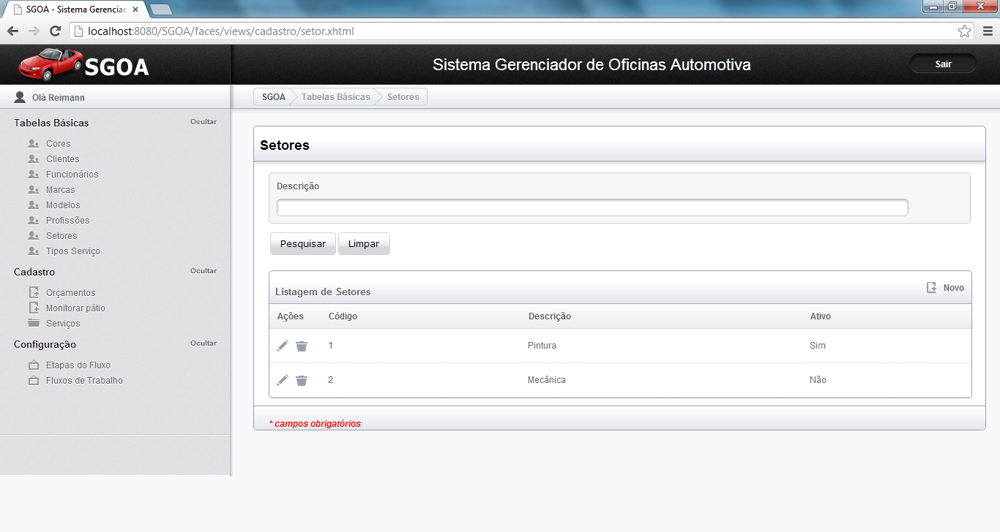 SGOA - Sistema Gerenciac
localhost:8080/SGOA/faces/views/cadastro/setor.xhtml
SGOA
Sistema Gerenciador de Oficinas Automotiva
Sair
Olá Reimann
SGOA Tabelas Básicas Setores
Tabelas Básicas Ocultar
Cores
Clientes
Funcionários
Marcas
Modelos
Profissões
Setores
Tipos Serviço
Cadastro Ocultar
Orçamentos
Monitorar pátio
Serviços
Configuração Ocultar
Etapas do Fluxo
Fluxos de Trabalho
Setores
Descrição
Pesquisar Limpar
Listagem de Setores Novo
Ações Código Descrição Ativo
1 Pintura Sim
2 Mecânica Não
* campos obrigatórios